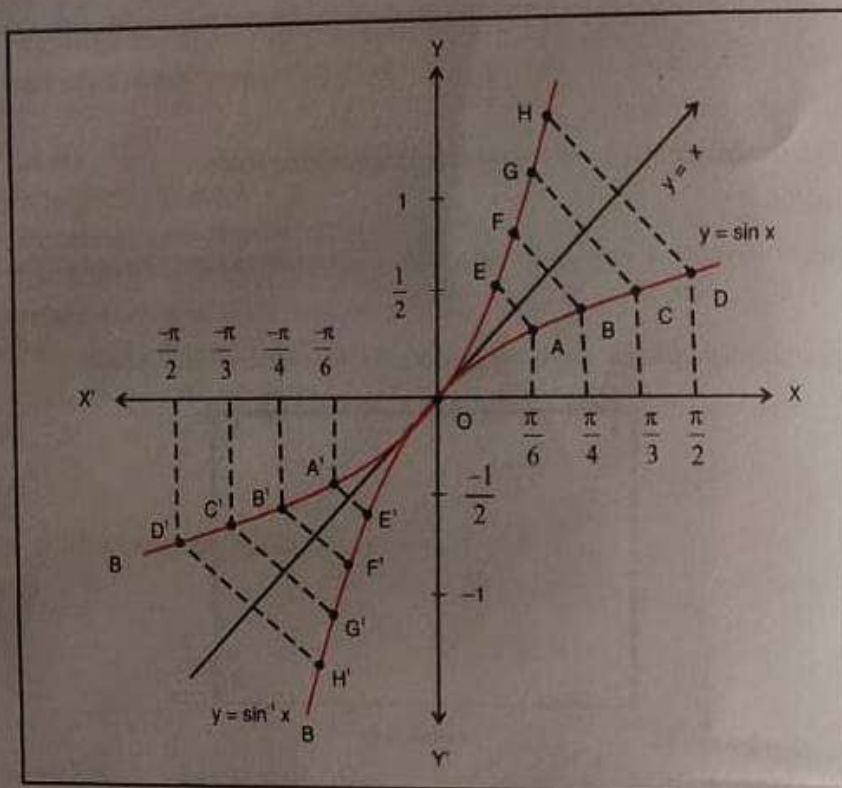 Y
H
y = x
G
1
F
y = sin x
E
1/2
D
C
B
A
-π/2 -π/3 -π/4 -π/6
X' X
O
π/6 π/4 π/3 π/2
A'
-1/2
B'
C'
E'
D'
B
F'
-1
G'
H'
y = sin⁻¹ x
B
Y'